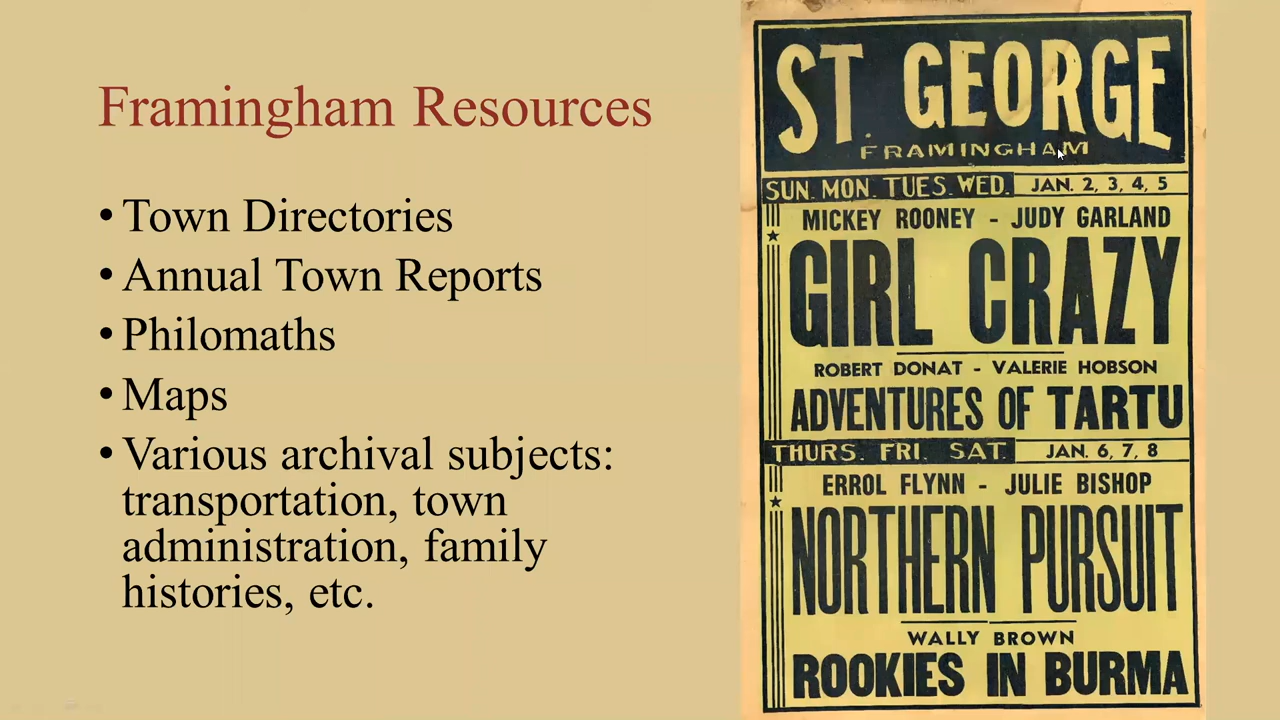 Framingham Resources
• Town Directories
• Annual Town Reports
• Philomaths
• Maps
• Various archival subjects:
transportation, town
administration, family
histories, etc.
ST. GEORGE
FRAMINGHAM
SUN. MON. TUES. WED. JAN. 2, 3, 4, 5
MICKEY ROONEY - JUDY GARLAND
GIRL CRAZY
ROBERT DONAT - VALERIE HOBSON
ADVENTURES OF TARTU
THURS. FRI. SAT. JAN. 6, 7, 8
ERROL FLYNN - JULIE BISHOP
NORTHERN PURSUIT
WALLY BROWN
ROOKIES IN BURMA